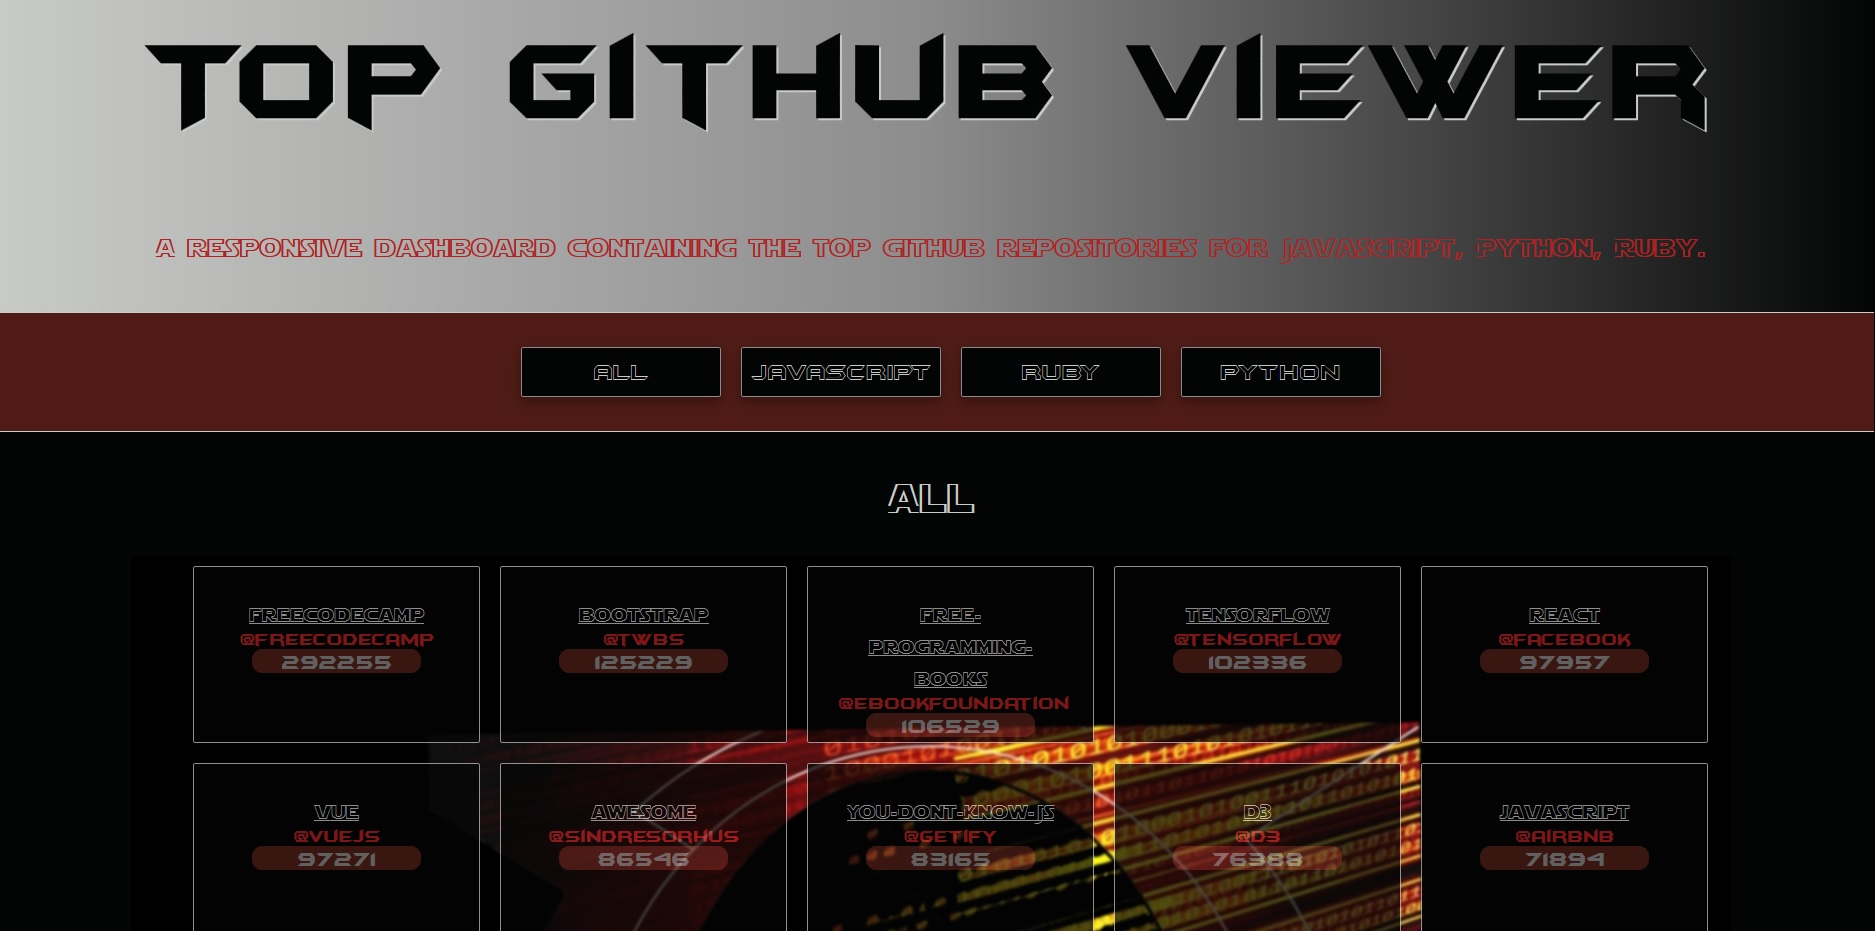 TOP GITHUB VIEWER
A RESPONSIVE DASHBOARD CONTAINING THE TOP GITHUB REPOSITORIES FOR JAVASCRIPT, PYTHON, RUBY.
ALL
JAVASCRIPT
RUBY
PYTHON
ALL
FREECODECAMP
@FREECODECAMP
292255
BOOTSTRAP
@TWBS
125229
FREE-
PROGRAMMING-
BOOKS
@EBOOKFOUNDATION
106529
TENSORFLOW
@TENSORFLOW
102336
REACT
@FACEBOOK
97957
VUE
@VUEJS
97271
AWESOME
@SINDRESORHUS
86546
YOU-DONT-KNOW-JS
@GETIFY
83165
D3
@D3
76388
JAVASCRIPT
@AIRBNB
71894